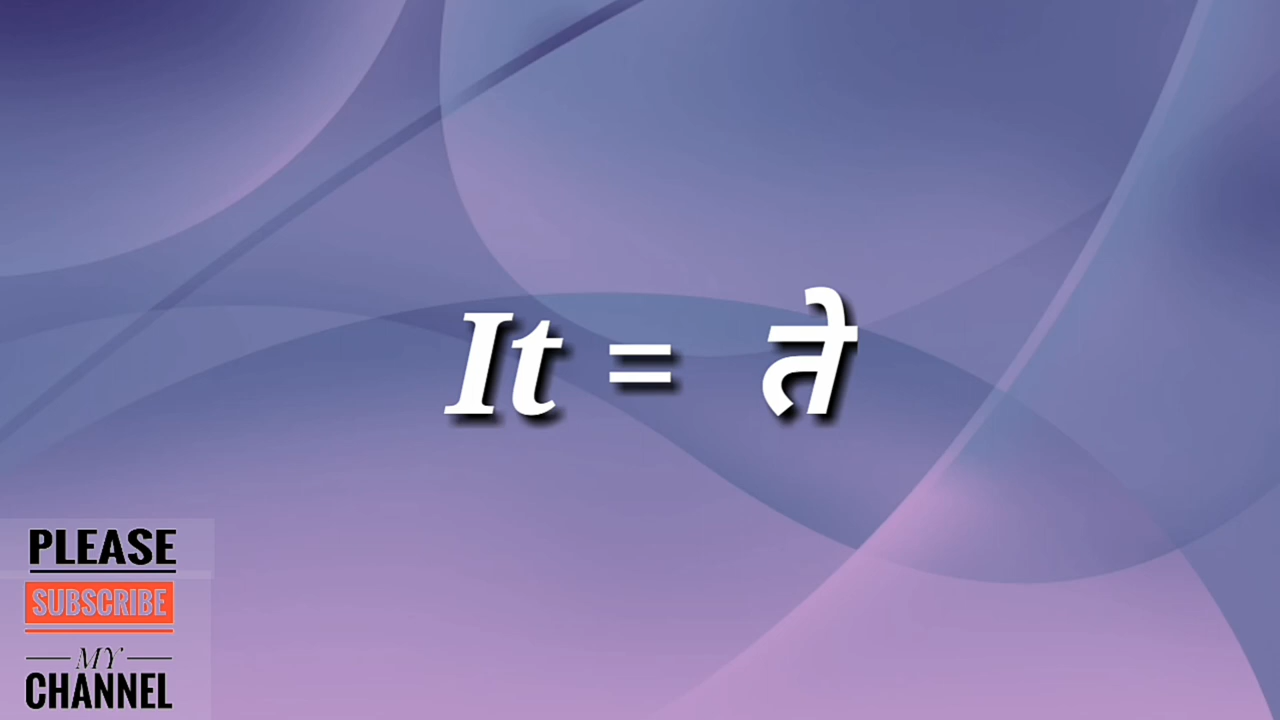 It = ते
PLEASE
SUBSCRIBE
MY
CHANNEL